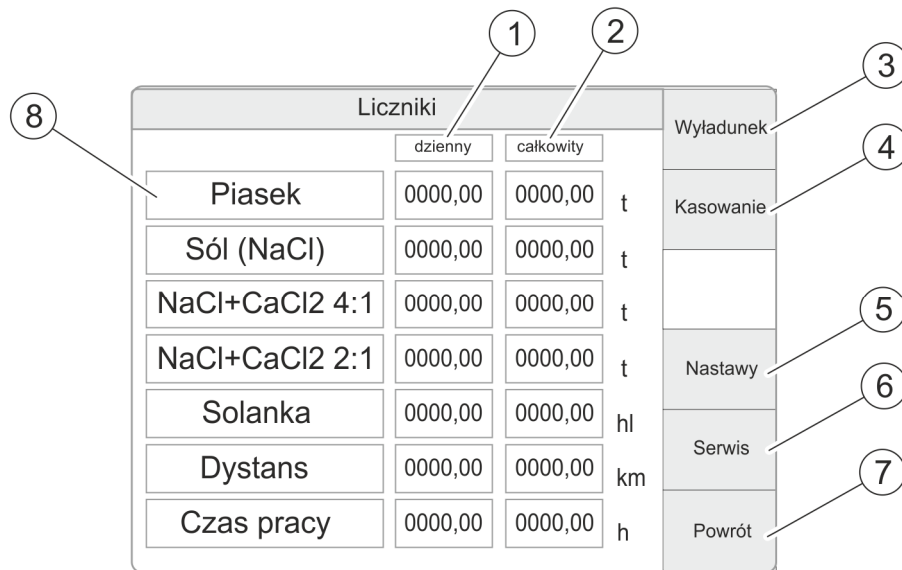 1
2
3
4
5
6
7
8
Liczniki
dzienny całkowity
Piasek 0000,00 0000,00 t
Sól (NaCl) 0000,00 0000,00 t
NaCl+CaCl2 4:1 0000,00 0000,00 t
NaCl+CaCl2 2:1 0000,00 0000,00 t
Solanka 0000,00 0000,00 hl
Dystans 0000,00 0000,00 km
Czas pracy 0000,00 0000,00 h
Wyładunek
Kasowanie
Nastawy
Serwis
Powrót